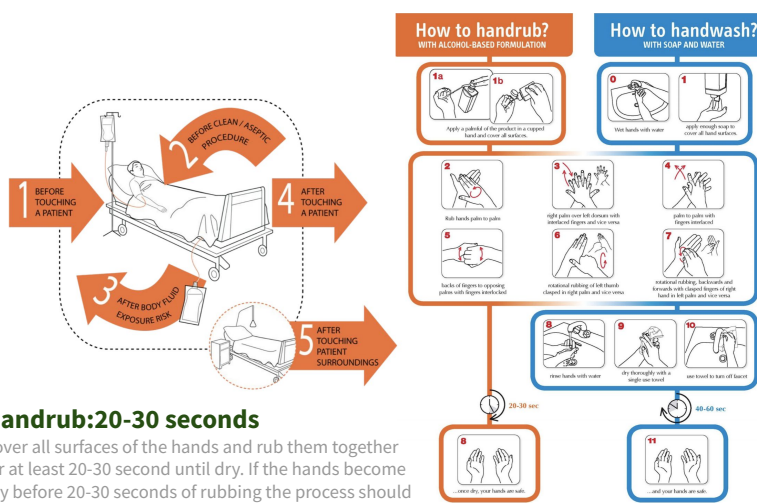 1 BEFORE
TOUCHING
A PATIENT
2 BEFORE CLEAN / ASEPTIC
PROCEDURE
3 AFTER BODY FLUID
EXPOSURE RISK
4 AFTER
TOUCHING
A PATIENT
5 AFTER
TOUCHING
PATIENT
SURROUNDINGS
andrub:20-30 seconds
over all surfaces of the hands and rub them together
r at least 20-30 second until dry. If the hands become
y before 20-30 seconds of rubbing the process should
How to handrub?
WITH ALCOHOL-BASED FORMULATION
1a
1b
Apply a palmful of the product in a cupped
hand and cover all surfaces.
How to handwash?
WITH SOAP AND WATER
0
Wet hands with water
1
apply enough soap to
cover all hand surfaces.
2
Rub hands palm to palm
3
right palm over left dorsum with
interlaced fingers and vice versa
4
palm to palm with
fingers interlaced
5
backs of fingers to opposing
palms with fingers interlocked
6
rotational rubbing of left thumb
clasped in right palm and vice versa
7
rotational rubbing, backwards and
forwards with clasped fingers of right
hand in left palm and vice versa
8
rinse hands with water
9
dry thoroughly with a
single use towel
10
use towel to turn off faucet
20-30 sec
40-60 sec
8
...once dry, your hands are safe.
11
...and your hands are safe.